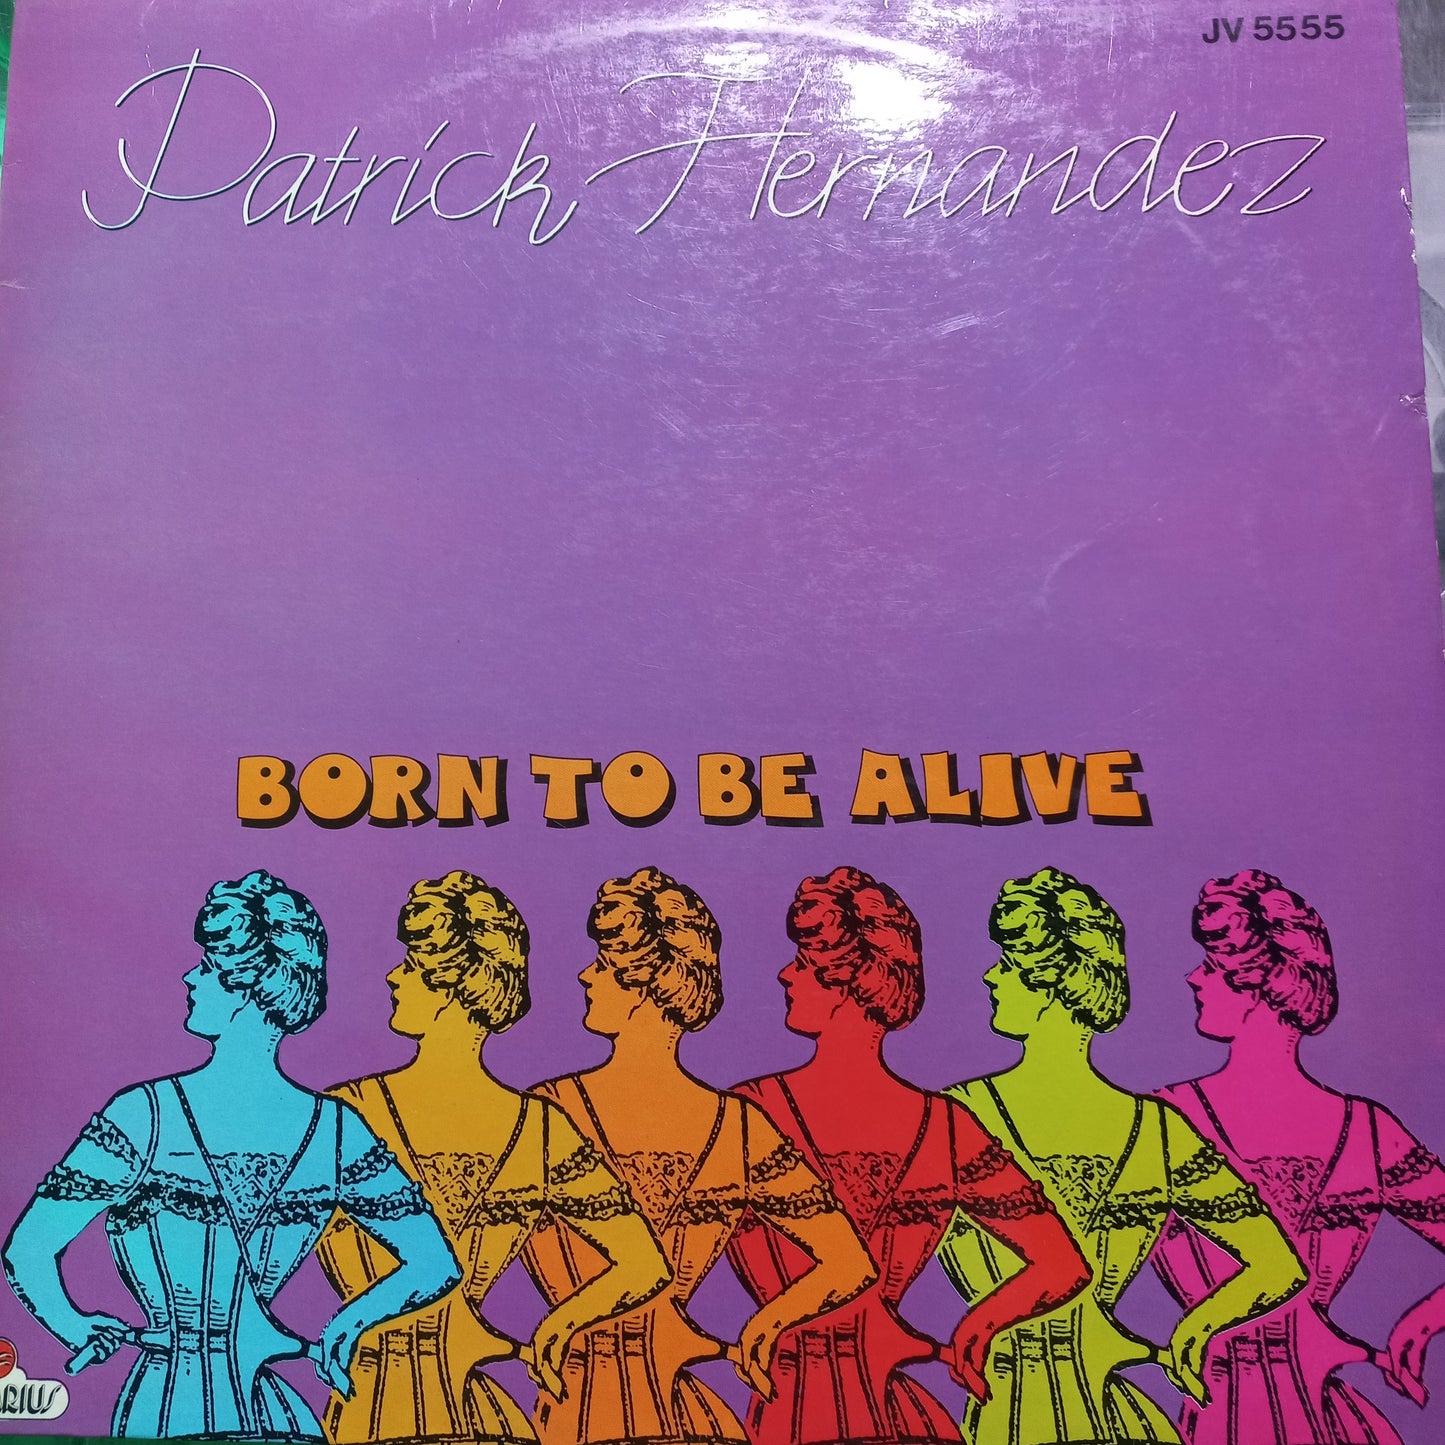 JV 5555
Patrick Hernandez
BORN TO BE ALIVE